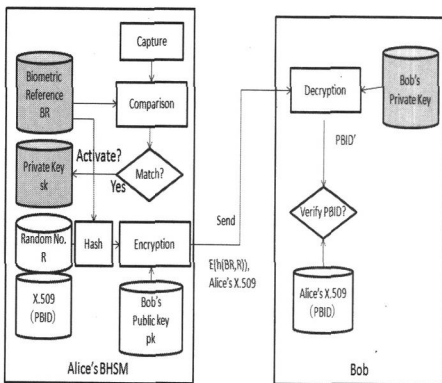 Capture
Biometric
Reference
BR
Comparison
Activate?
Private Key
sk
Yes
Match?
Random No.
R
Hash
Encryption
X.509
(PBID)
Bob's
Public key
pk
Alice's BHSM
Send
E(h(BR,R)),
Alice's X.509
Decryption
Bob's
Private Key
PBID'
Verify PBID?
Alice's X.509
(PBID)
Bob